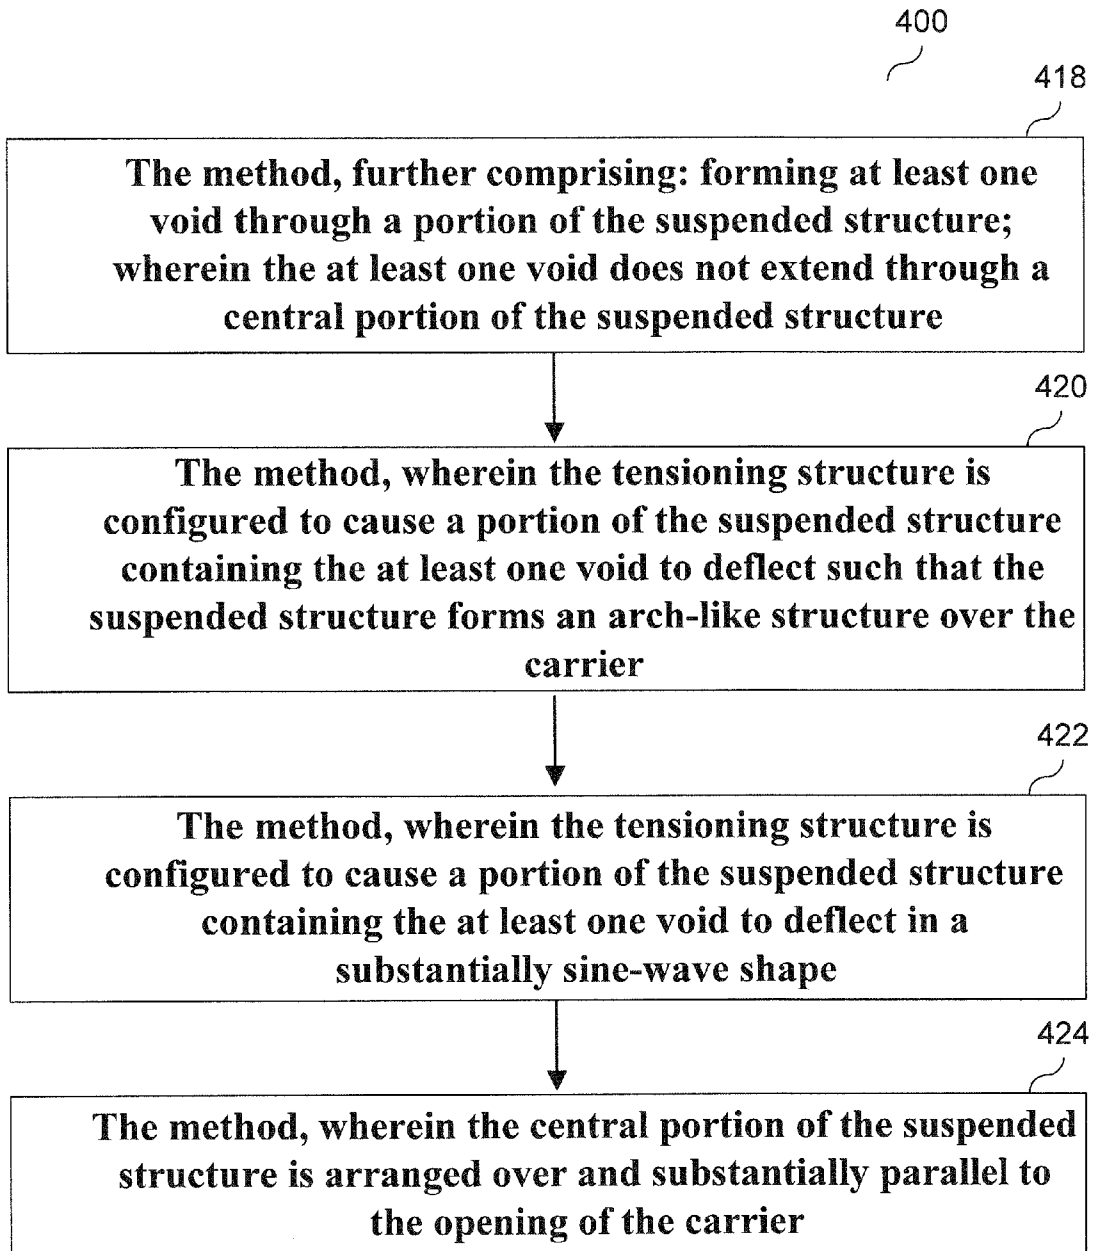 400
418
The method, further comprising: forming at least one
void through a portion of the suspended structure;
wherein the at least one void does not extend through a
central portion of the suspended structure
420
The method, wherein the tensioning structure is
configured to cause a portion of the suspended structure
containing the at least one void to deflect such that the
suspended structure forms an arch-like structure over the
carrier
422
The method, wherein the tensioning structure is
configured to cause a portion of the suspended structure
containing the at least one void to deflect in a
substantially sine-wave shape
424
The method, wherein the central portion of the suspended
structure is arranged over and substantially parallel to
the opening of the carrier